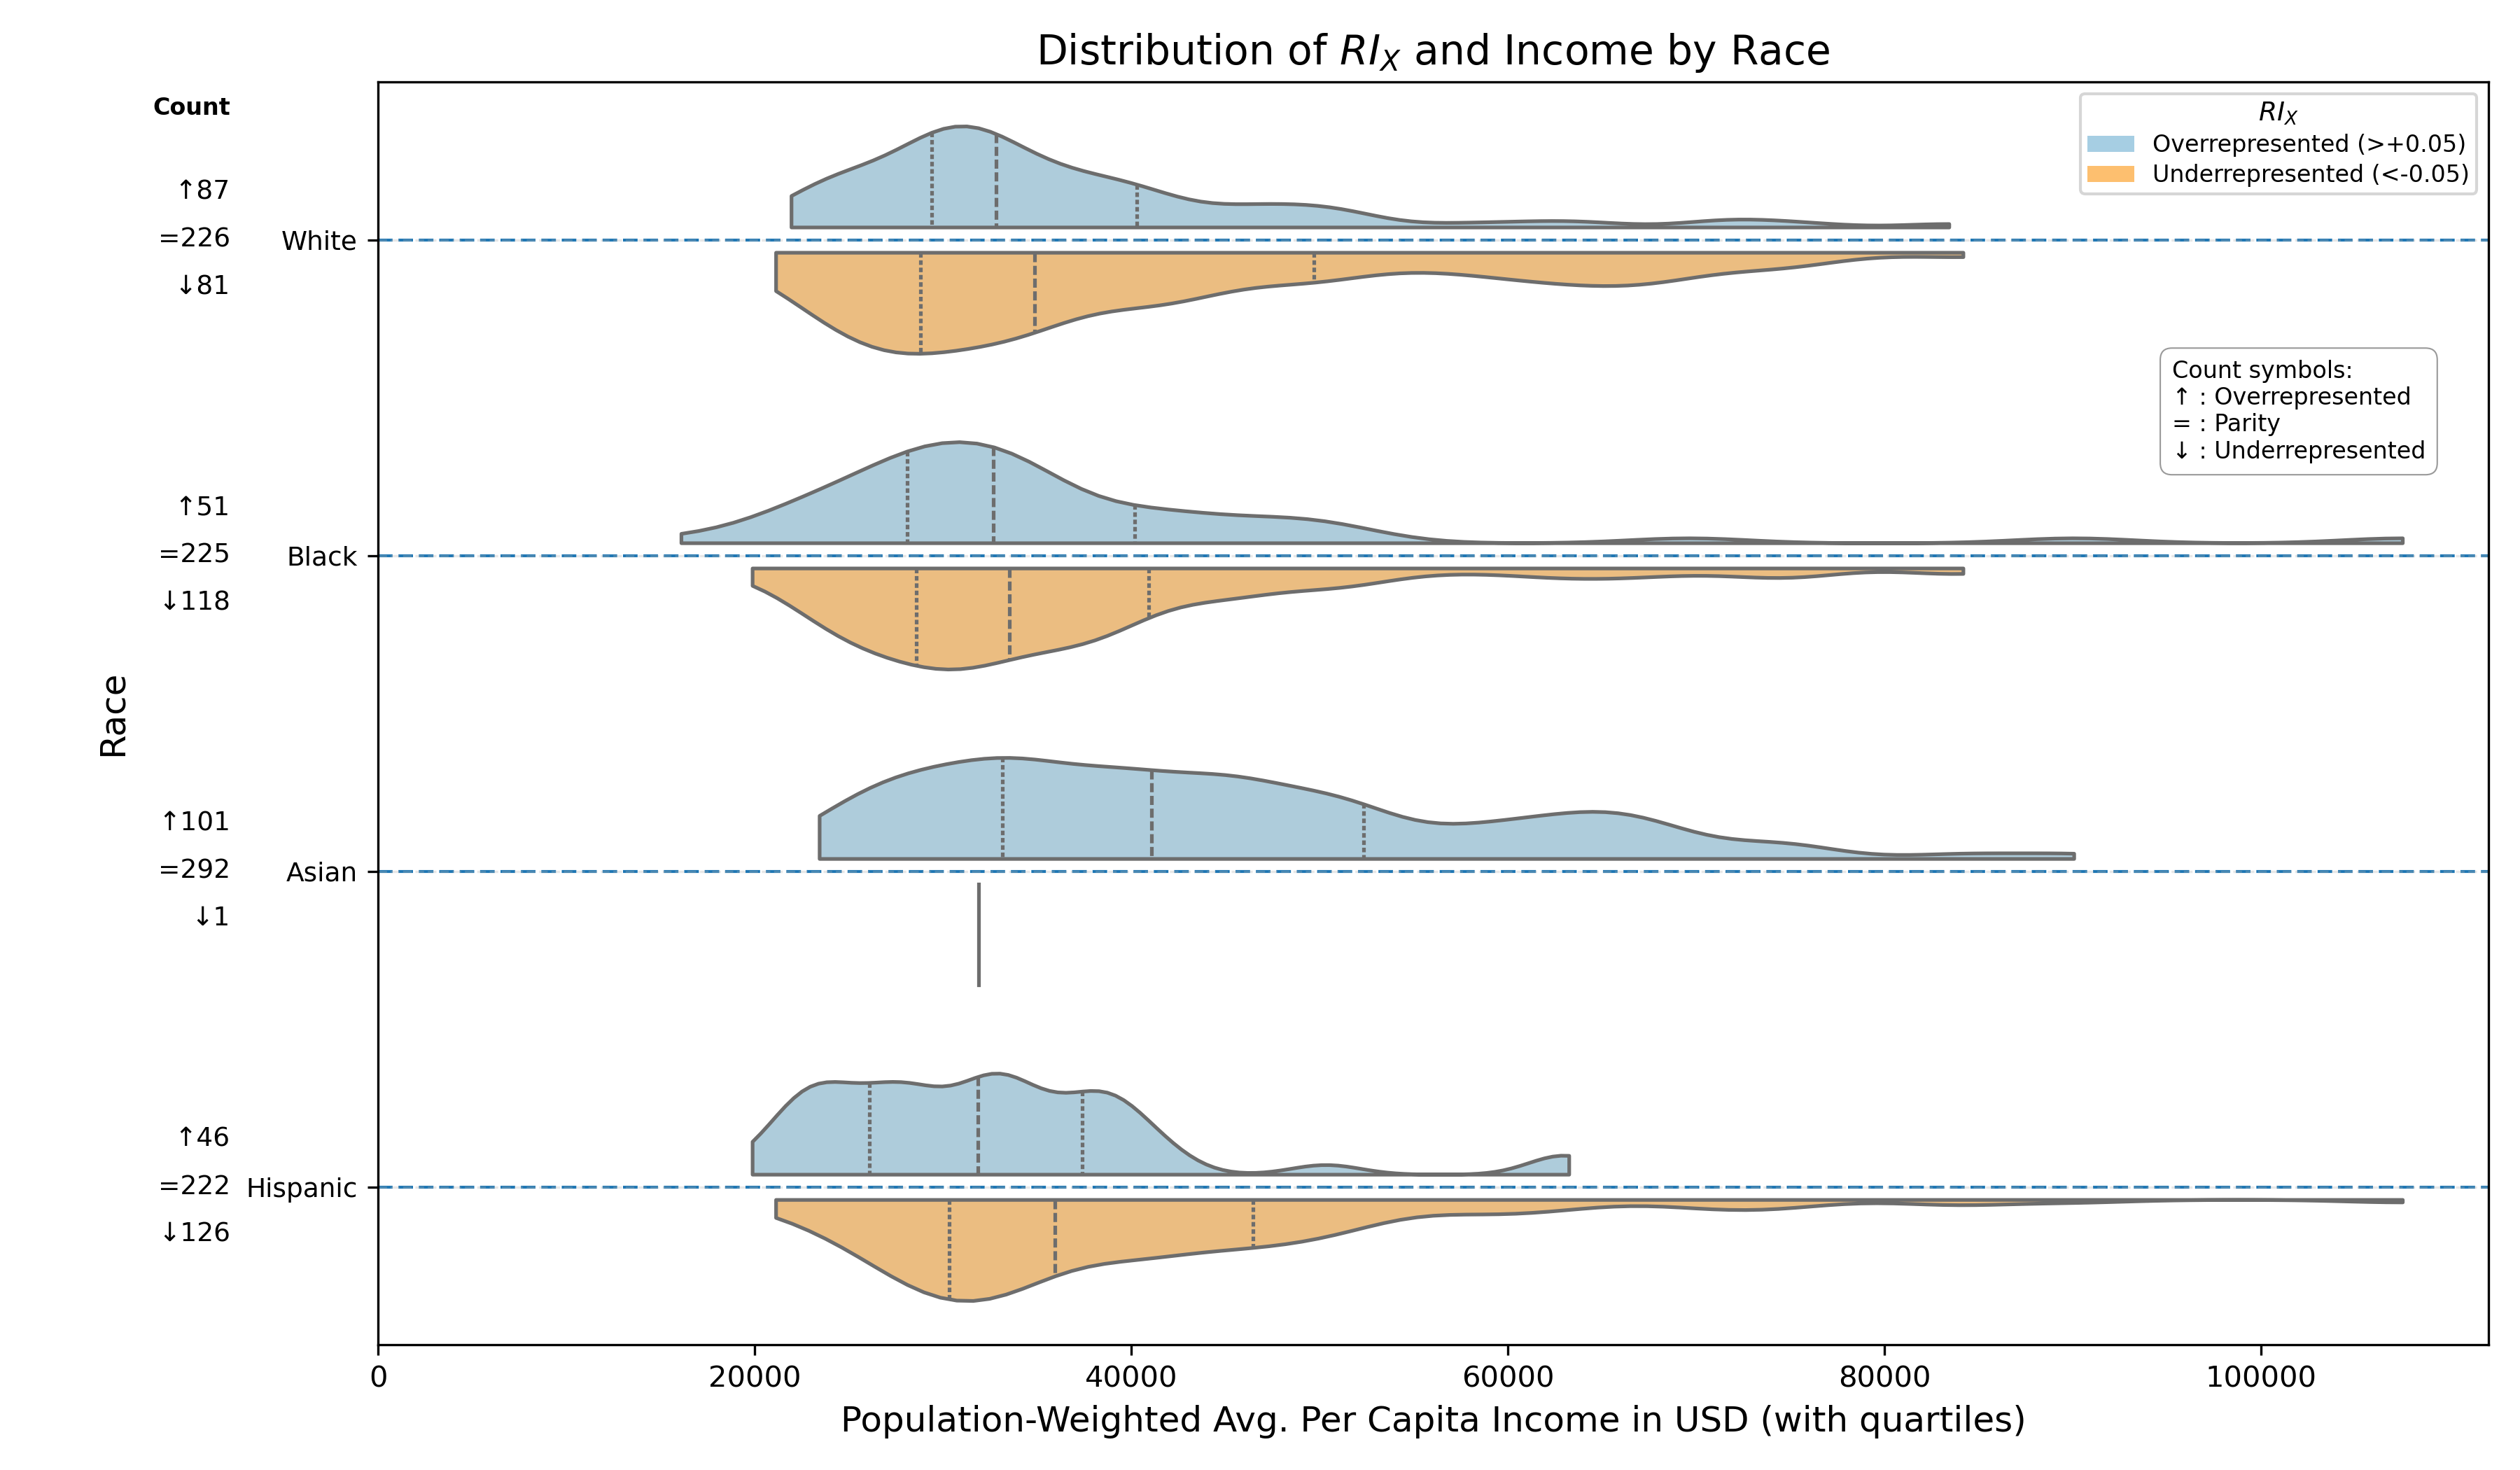 Distribution of RI_X and Income by Race
Count
RI_X
Overrepresented (>+0.05)
Underrepresented (<-0.05)
↑87
=226
White
↓81
Count symbols:
↑ : Overrepresented
= : Parity
↓ : Underrepresented
↑51
=225
Black
↓118
Race
↑101
=292
Asian
↓1
↑46
=222
Hispanic
↓126
0
20000
40000
60000
80000
100000
Population-Weighted Avg. Per Capita Income in USD (with quartiles)